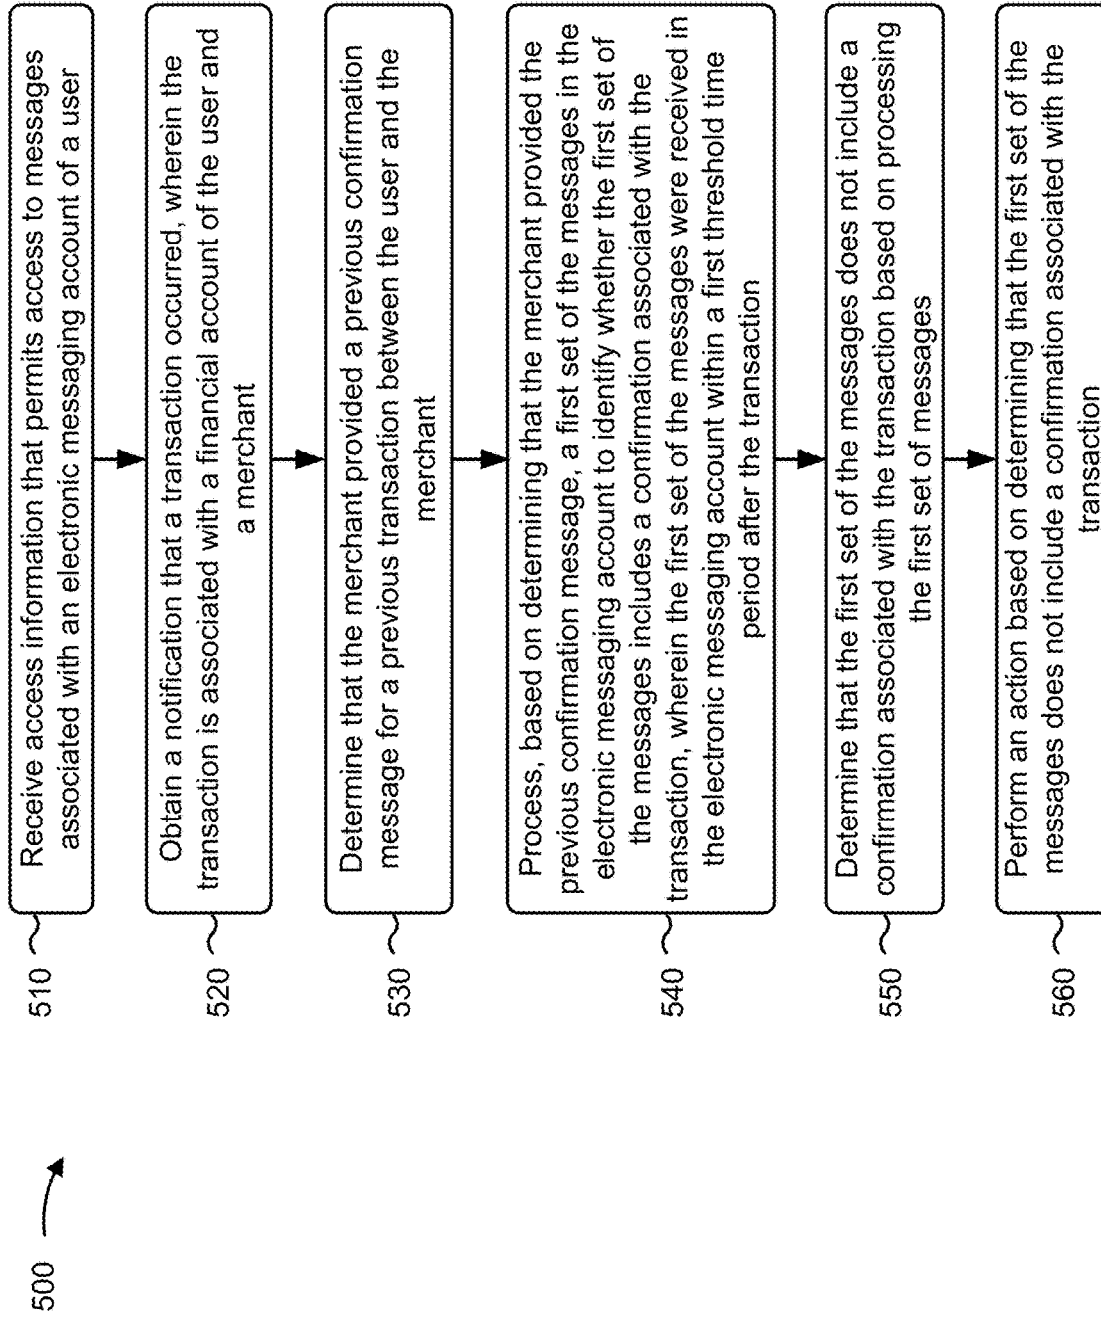 500
510
Receive access information that permits access to messages
associated with an electronic messaging account of a user
520
Obtain a notification that a transaction occurred, wherein the
transaction is associated with a financial account of the user and
a merchant
530
Determine that the merchant provided a previous confirmation
message for a previous transaction between the user and the
merchant
540
Process, based on determining that the merchant provided the
previous confirmation message, a first set of the messages in the
electronic messaging account to identify whether the first set of
the messages includes a confirmation associated with the
transaction, wherein the first set of the messages were received in
the electronic messaging account within a first threshold time
period after the transaction
550
Determine that the first set of the messages does not include a
confirmation associated with the transaction based on processing
the first set of messages
560
Perform an action based on determining that the first set of the
messages does not include a confirmation associated with the
transaction